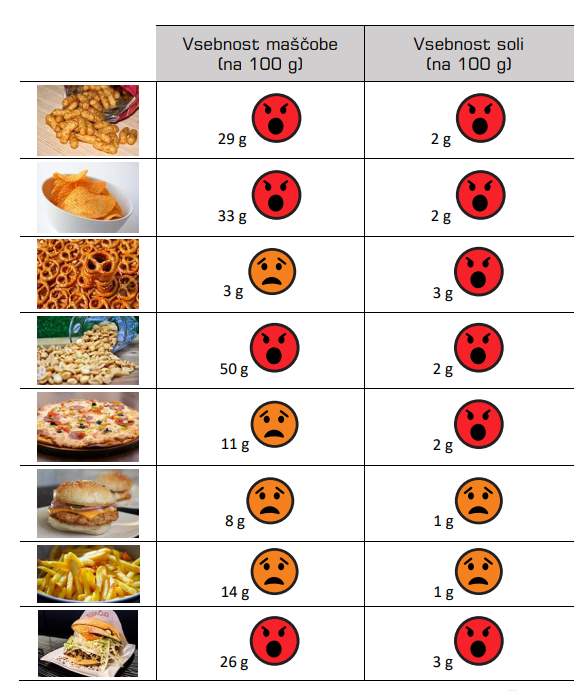 Vsebnost maščobe
(na 100 g)
Vsebnost soli
(na 100 g)
29 g
2 g
33 g
2 g
3 g
3 g
50 g
2 g
11 g
2 g
8 g
1 g
14 g
1 g
26 g
3 g